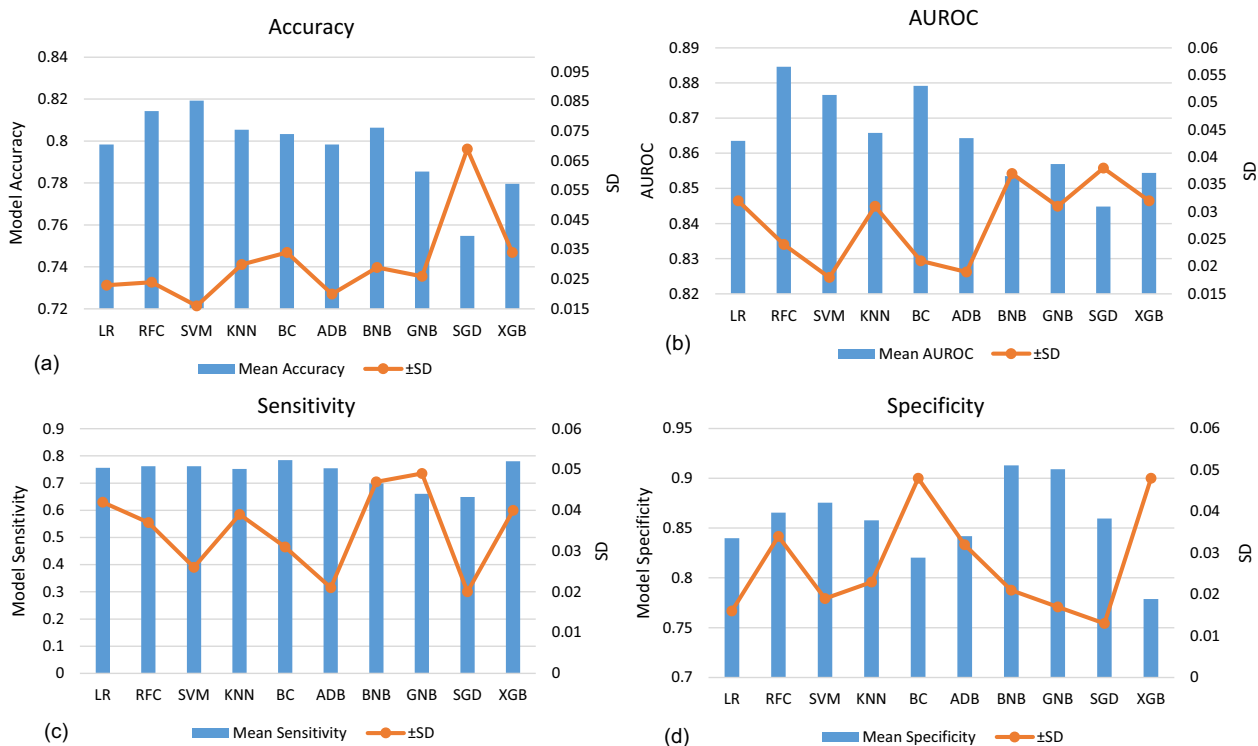 Accuracy
Model Accuracy
0.84
0.82
0.8
0.78
0.76
0.74
0.72
0.095
0.085
0.075
0.065
0.055
0.045
0.035
0.025
0.015
SD
LR RFC SVM KNN BC ADB BNB GNB SGD XGB
(a)
Mean Accuracy ±SD
AUROC
AUROC
0.89
0.88
0.87
0.86
0.85
0.84
0.83
0.82
0.06
0.055
0.05
0.045
0.04
0.035
0.03
0.025
0.02
0.015
SD
LR RFC SVM KNN BC ADB BNB GNB SGD XGB
(b)
Mean AUROC ±SD
Sensitivity
Model Sensitivity
0.9
0.8
0.7
0.6
0.5
0.4
0.3
0.2
0.1
0
0.06
0.05
0.04
0.03
0.02
0.01
0
SD
LR RFC SVM KNN BC ADB BNB GNB SGD XGB
(c)
Mean Sensitivity ±SD
Specificity
Model Specificity
0.95
0.9
0.85
0.8
0.75
0.7
0.06
0.05
0.04
0.03
0.02
0.01
0
SD
LR RFC SVM KNN BC ADB BNB GNB SGD XGB
(d)
Mean Specificity ±SD